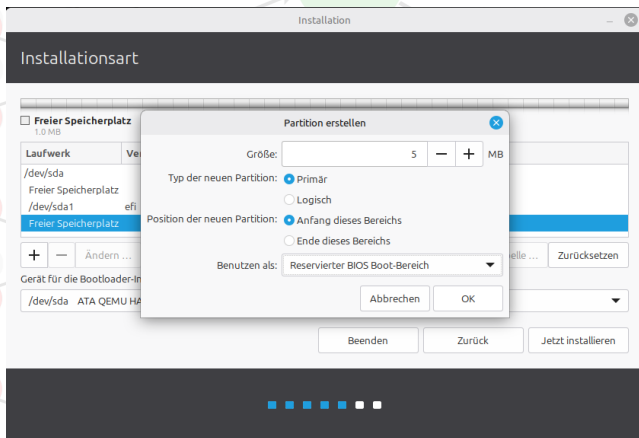 Installation
Installationsart
Freier Speicherplatz
1.0 MB
Laufwerk Ve
/dev/sda
Freier Speicherplatz
/dev/sda1 efi
Freier Speicherplatz
Partition erstellen
Größe: 5 MB
Typ der neuen Partition: Primär
Logisch
Position der neuen Partition: Anfang dieses Bereichs
Ende dieses Bereichs
Benutzen als: Reservierter BIOS Boot-Bereich
Abbrechen OK
+ — Ändern ... elle ... Zurücksetzen
Gerät für die Bootloader-In
/dev/sda ATA QEMU HA
Beenden Zurück Jetzt installieren